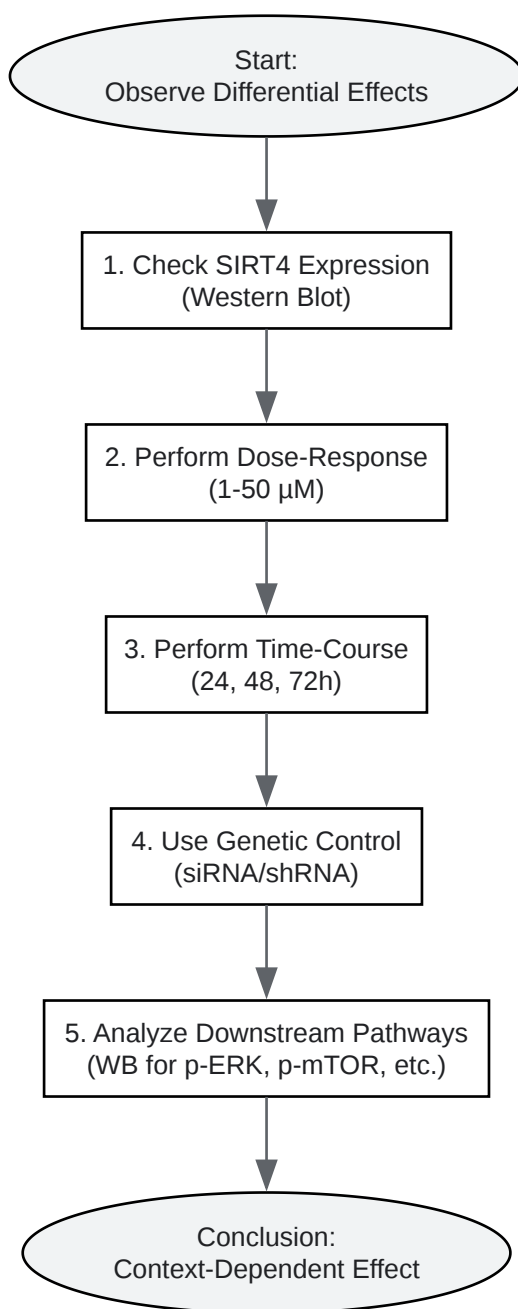 Start:
Observe Differential Effects
1. Check SIRT4 Expression
(Western Blot)
2. Perform Dose-Response
(1-50 µM)
3. Perform Time-Course
(24, 48, 72h)
4. Use Genetic Control
(siRNA/shRNA)
5. Analyze Downstream Pathways
(WB for p-ERK, p-mTOR, etc.)
Conclusion:
Context-Dependent Effect